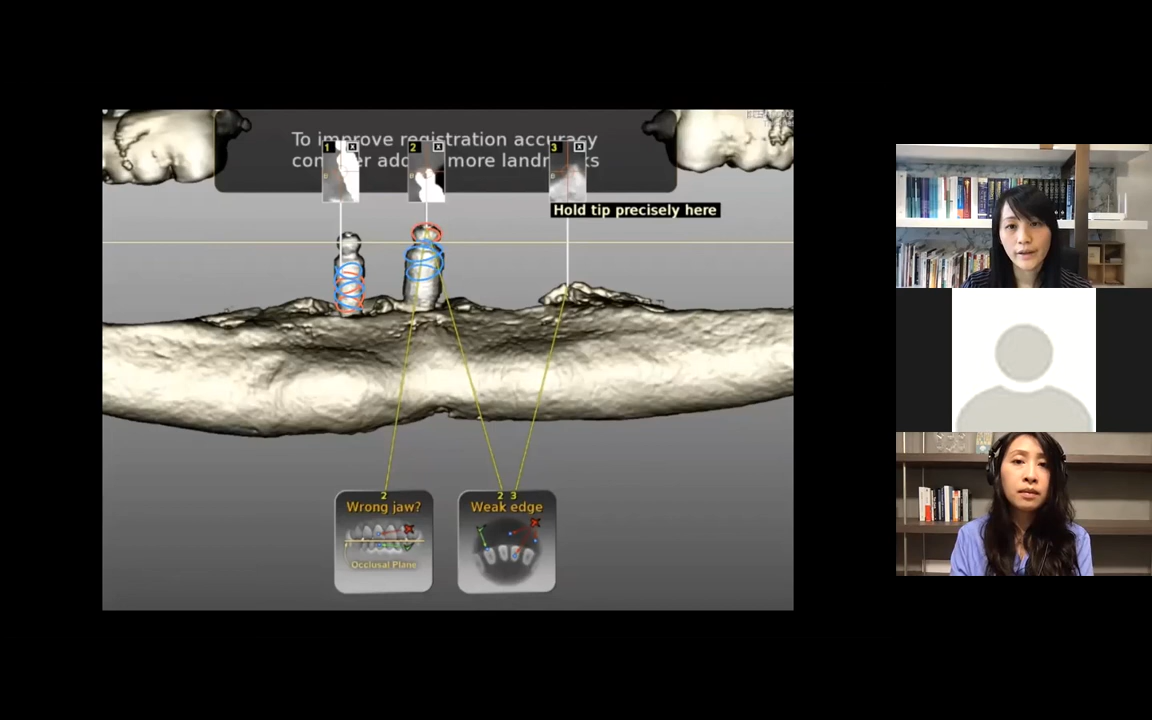 To improve registration accuracy
more
1 x
2 x
3 x
Hold tip precisely here
2
Wrong jaw?
Occlusal Plane
2 3
Weak edge